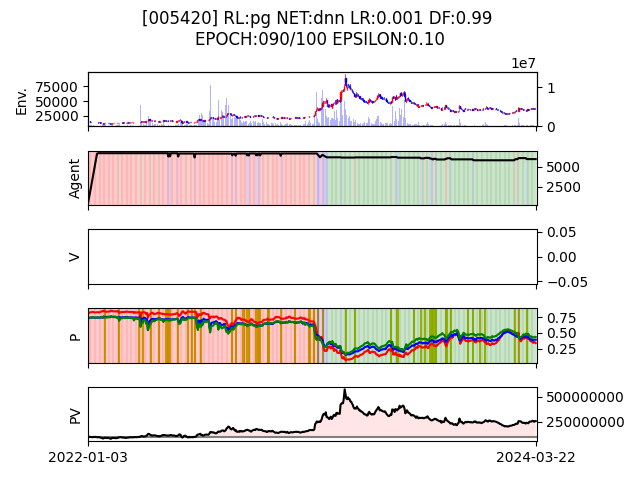 [005420] RL:pg NET:dnn LR:0.001 DF:0.99
EPOCH:090/100 EPSILON:0.10
1e7
Env.
75000
50000
25000
1
0
Agent
5000
2500
V
0.05
0.00
−0.05
P
0.75
0.50
0.25
PV
500000000
250000000
2022-01-03
2024-03-22